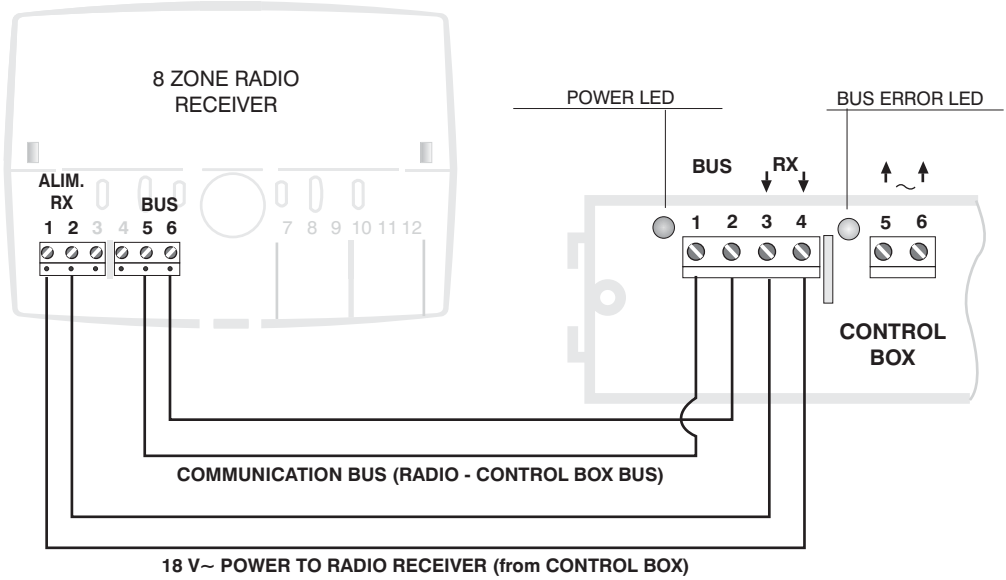 8 ZONE RADIO
RECEIVER
ALIM.
RX
BUS
1 2 3 4 5 6 7 8 9 10 11 12
POWER LED
BUS ERROR LED
BUS
RX
~
1 2 3 4 5 6
CONTROL
BOX
COMMUNICATION BUS (RADIO - CONTROL BOX BUS)
18 V~ POWER TO RADIO RECEIVER (from CONTROL BOX)